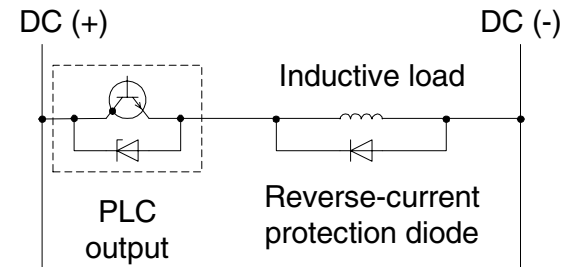 DC (+)
DC (-)
Inductive load
PLC
output
Reverse-current
protection diode